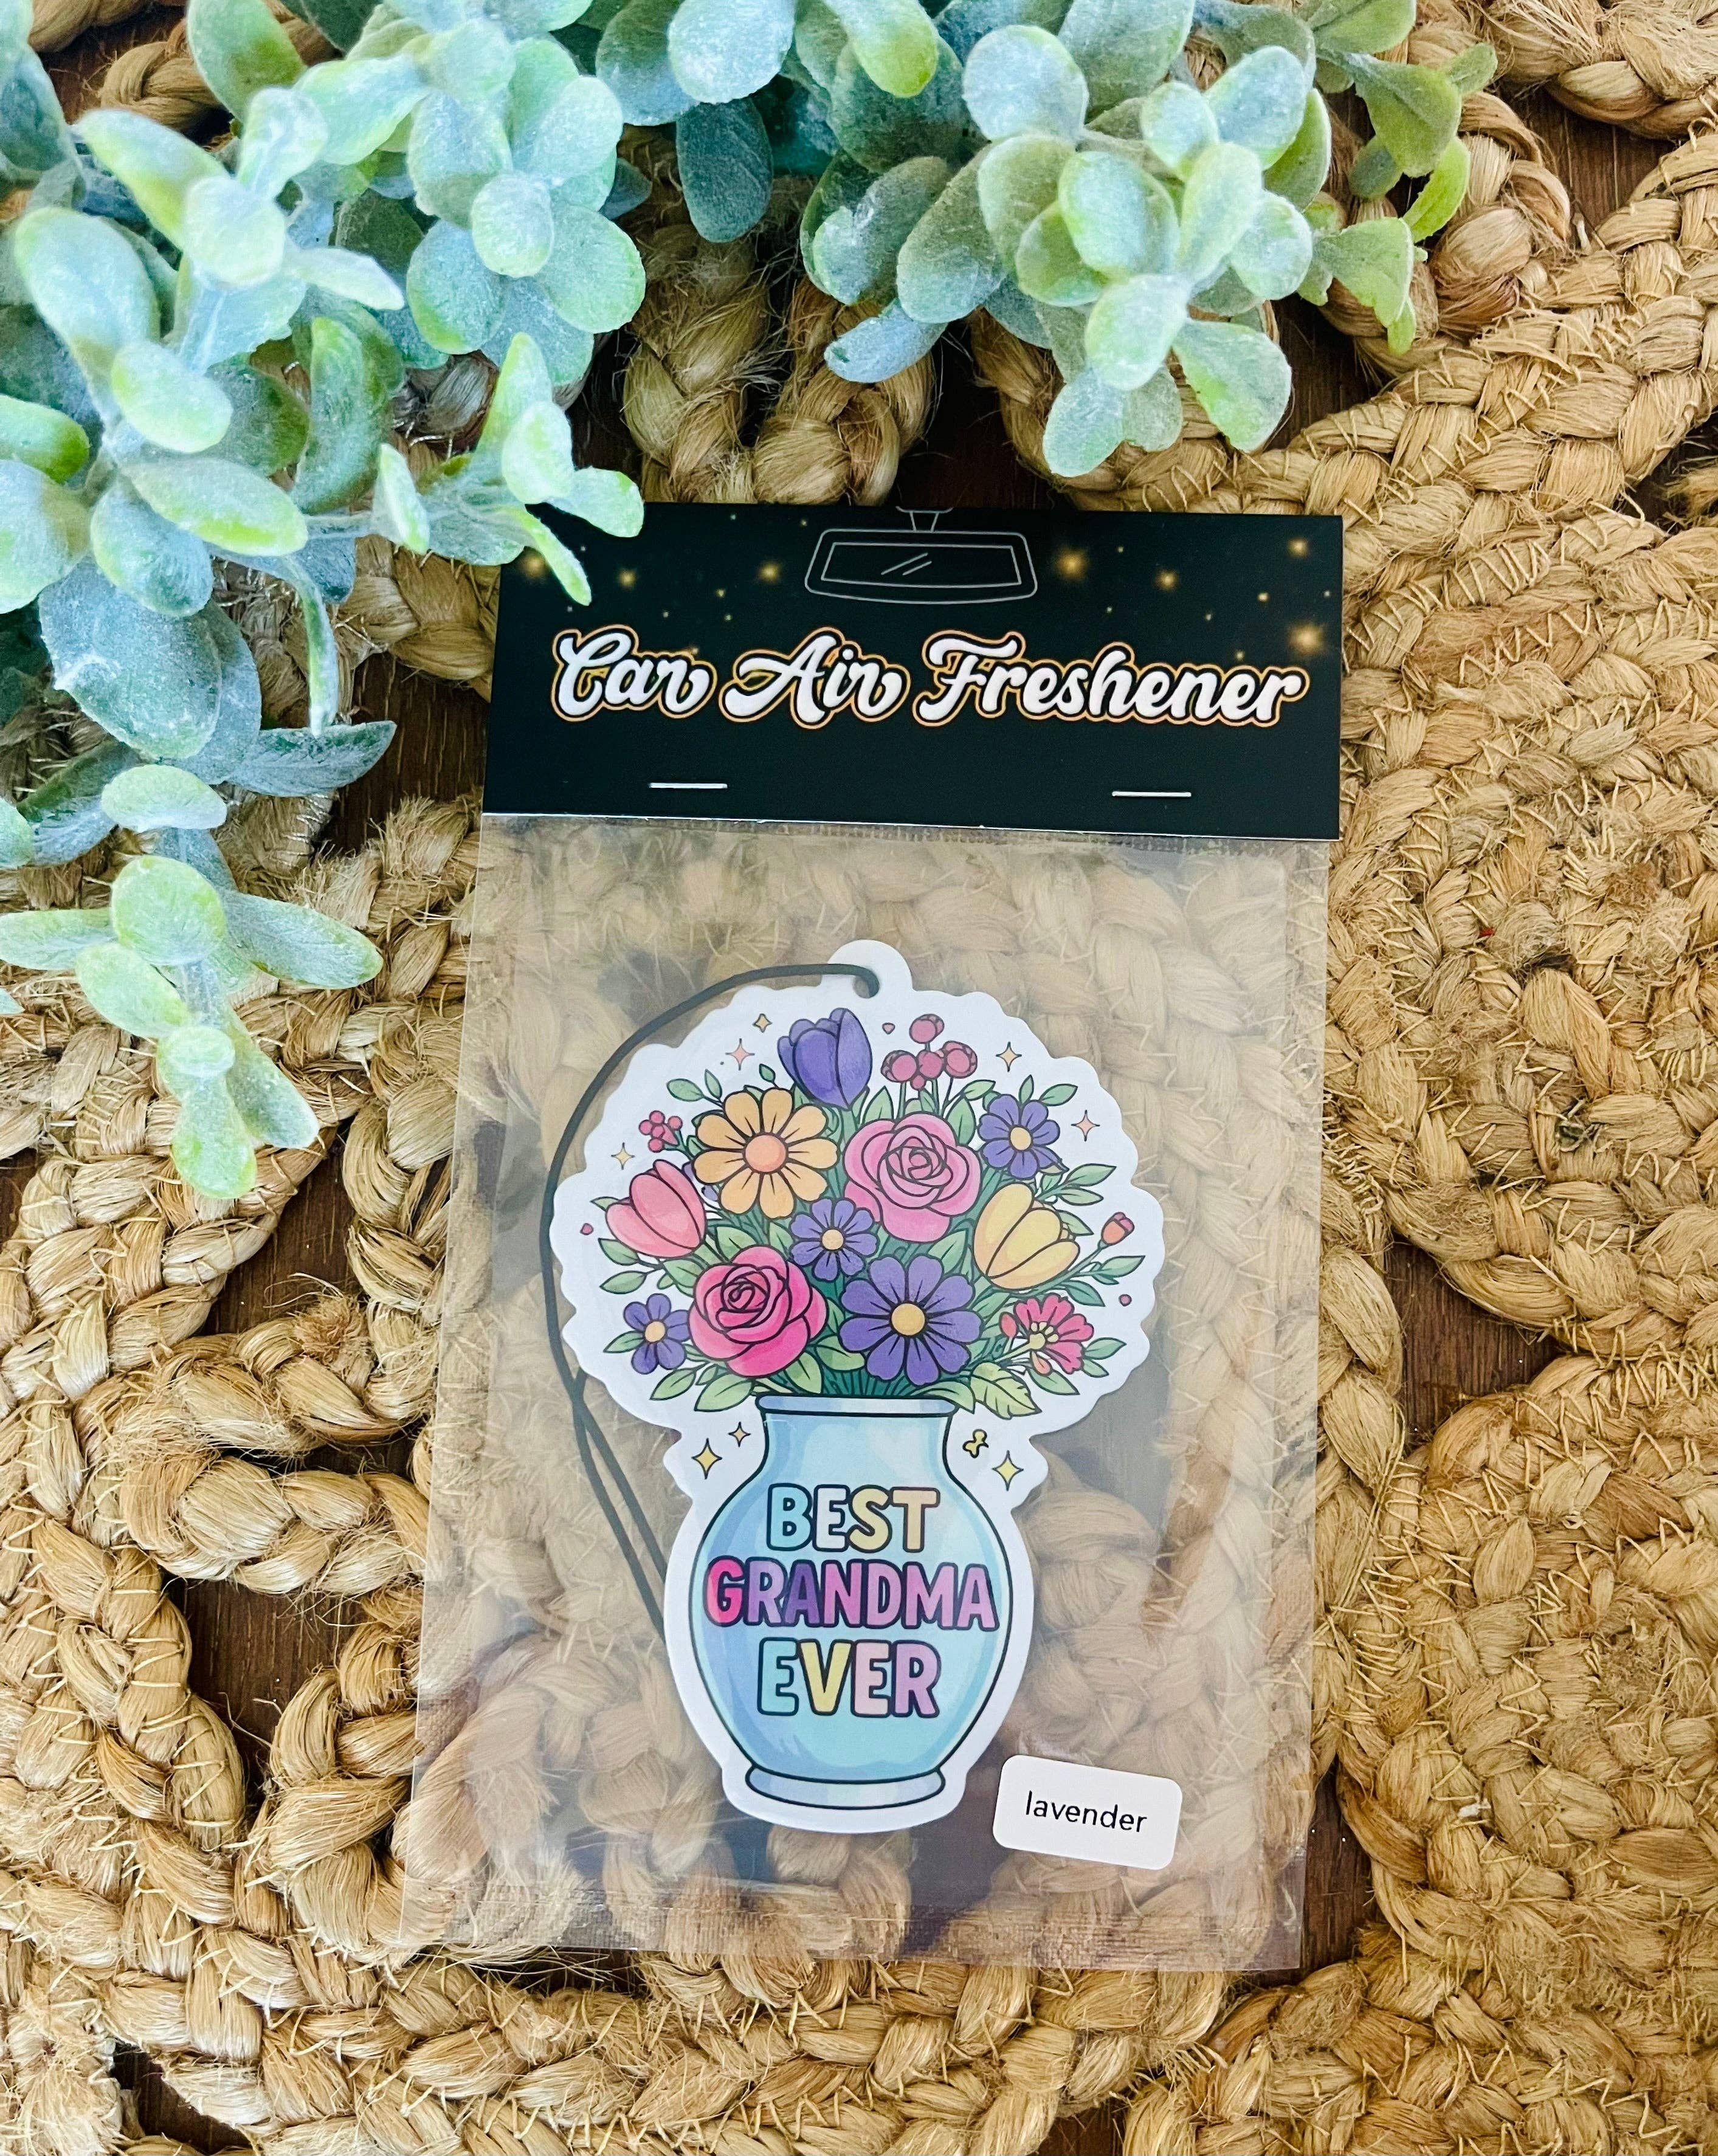 Car Air Freshener
BEST
GRANDMA
EVER
lavender